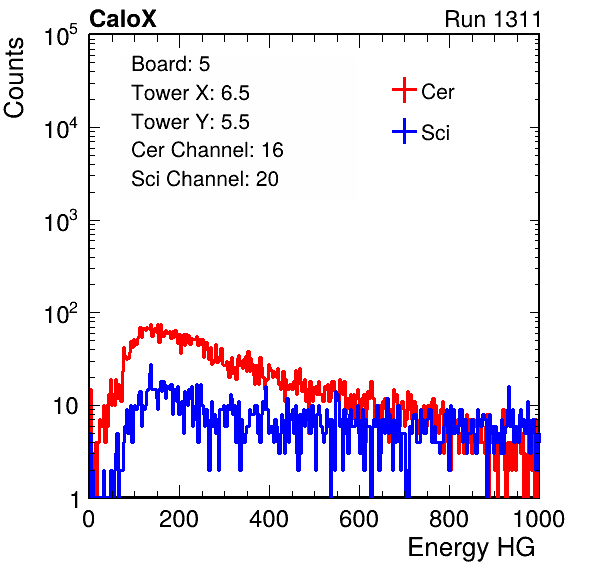 CaloX Run 1311
Counts
10^5
10^4
10^3
10^2
10
1
Board: 5
Tower X: 6.5
Tower Y: 5.5
Cer Channel: 16
Sci Channel: 20
Cer
Sci
0 200 400 600 800 1000
Energy HG